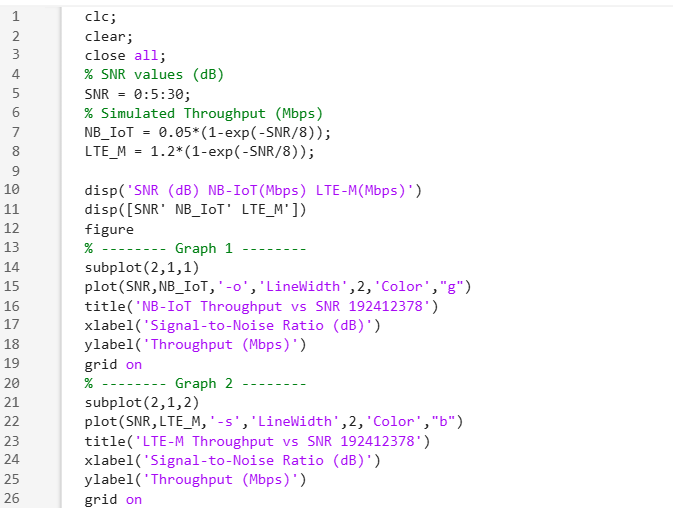 1 clc;
2 clear;
3 close all;
4 % SNR values (dB)
5 SNR = 0:5:30;
6 % Simulated Throughput (Mbps)
7 NB_IoT = 0.05*(1-exp(-SNR/8));
8 LTE_M = 1.2*(1-exp(-SNR/8));
9
10 disp('SNR (dB) NB-IoT(Mbps) LTE-M(Mbps)')
11 disp([SNR' NB_IoT' LTE_M'])
12 figure
13 % -------- Graph 1 --------
14 subplot(2,1,1)
15 plot(SNR,NB_IoT,'-o','LineWidth',2,'Color',"g")
16 title('NB-IoT Throughput vs SNR 192412378')
17 xlabel('Signal-to-Noise Ratio (dB)')
18 ylabel('Throughput (Mbps)')
19 grid on
20 % -------- Graph 2 --------
21 subplot(2,1,2)
22 plot(SNR,LTE_M,'-s','LineWidth',2,'Color',"b")
23 title('LTE-M Throughput vs SNR 192412378')
24 xlabel('Signal-to-Noise Ratio (dB)')
25 ylabel('Throughput (Mbps)')
26 grid on